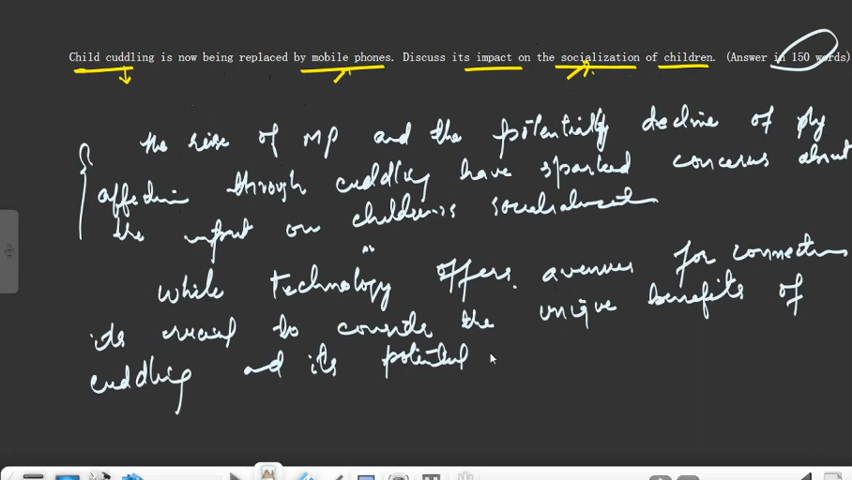 Child cuddling is now being replaced by mobile phones. Discuss its impact on the socialization of children. (Answer in 150 words)
the rise of MP and the potentially decline of phy
affection through cuddling have sparked concerns about
the impact on children's
while technology offers avenues for connection
its crucial to consider the unique benefits of
cuddling and its potential